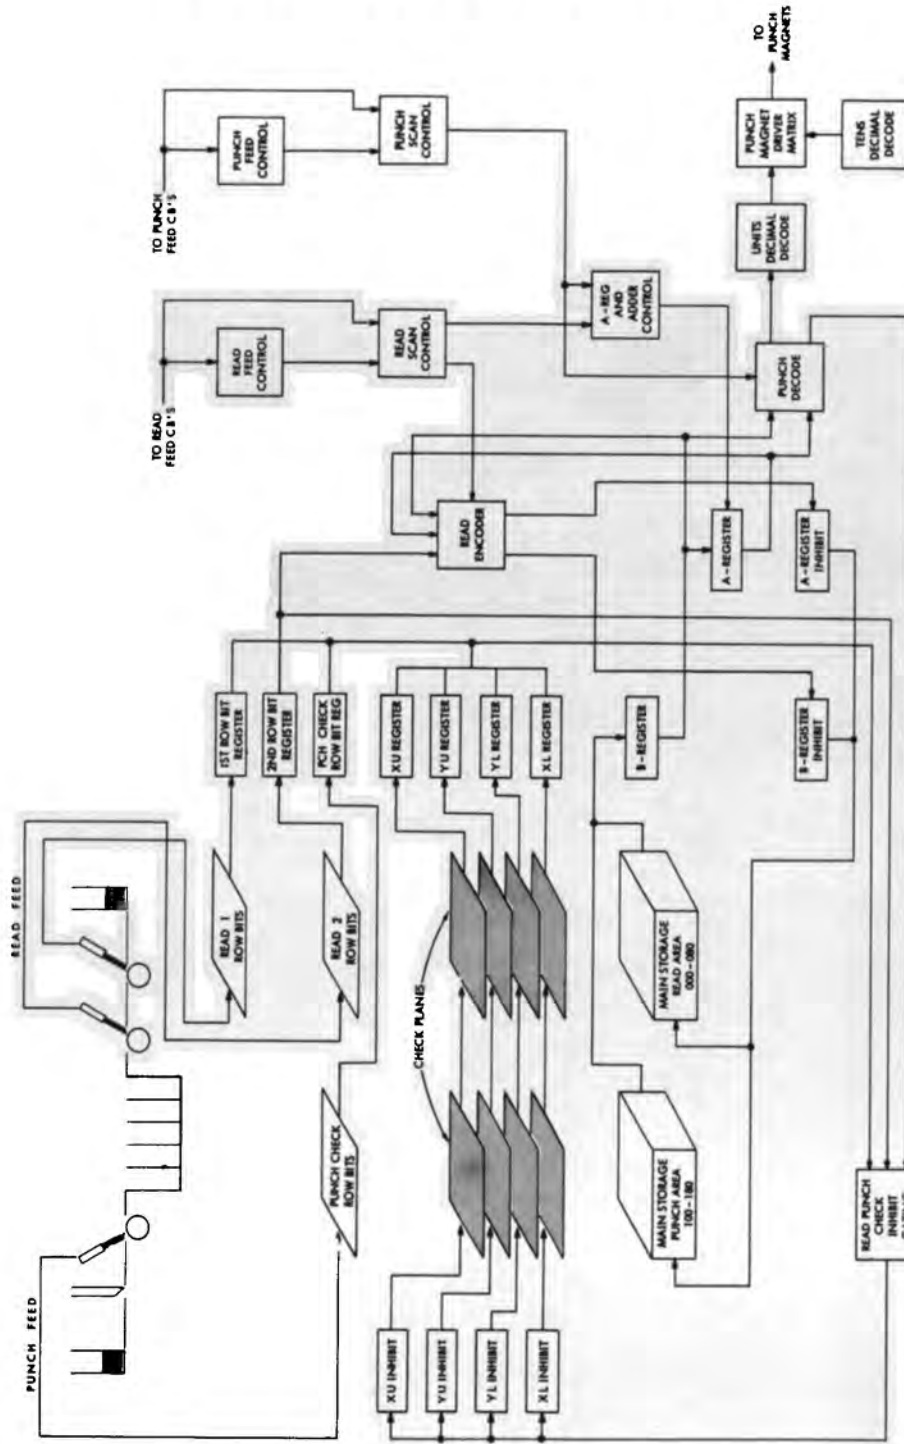 PUNCH FEED
READ FEED
TO READ
FEED CB'S
TO PUNCH
FEED CB'S
READ
FEED
CONTROL
PUNCH
FEED
CONTROL
READ
SCAN
CONTROL
PUNCH
SCAN
CONTROL
READ 1
ROW BITS
READ 2
ROW BITS
PUNCH CHECK
ROW BITS
1ST ROW BIT
REGISTER
2ND ROW BIT
REGISTER
PCH CHECK
ROW BIT REG
XU INHIBIT
YU INHIBIT
YL INHIBIT
XL INHIBIT
CHECK PLANES
XU REGISTER
YU REGISTER
YL REGISTER
XL REGISTER
READ
ENCODER
A-REG
AND
ADDER
CONTROL
MAIN STORAGE
PUNCH AREA
100-180
MAIN STORAGE
READ AREA
000-080
B-REGISTER
A-REGISTER
B-REGISTER
INHIBIT
A-REGISTER
INHIBIT
PUNCH
DECODE
UNITS
DECIMAL
DECODE
PUNCH
MAGNET
DRIVER
MATRIX
TO
PUNCH
MAGNETS
TENS
DECIMAL
DECODE
READ PUNCH
CHECK
INHIBIT